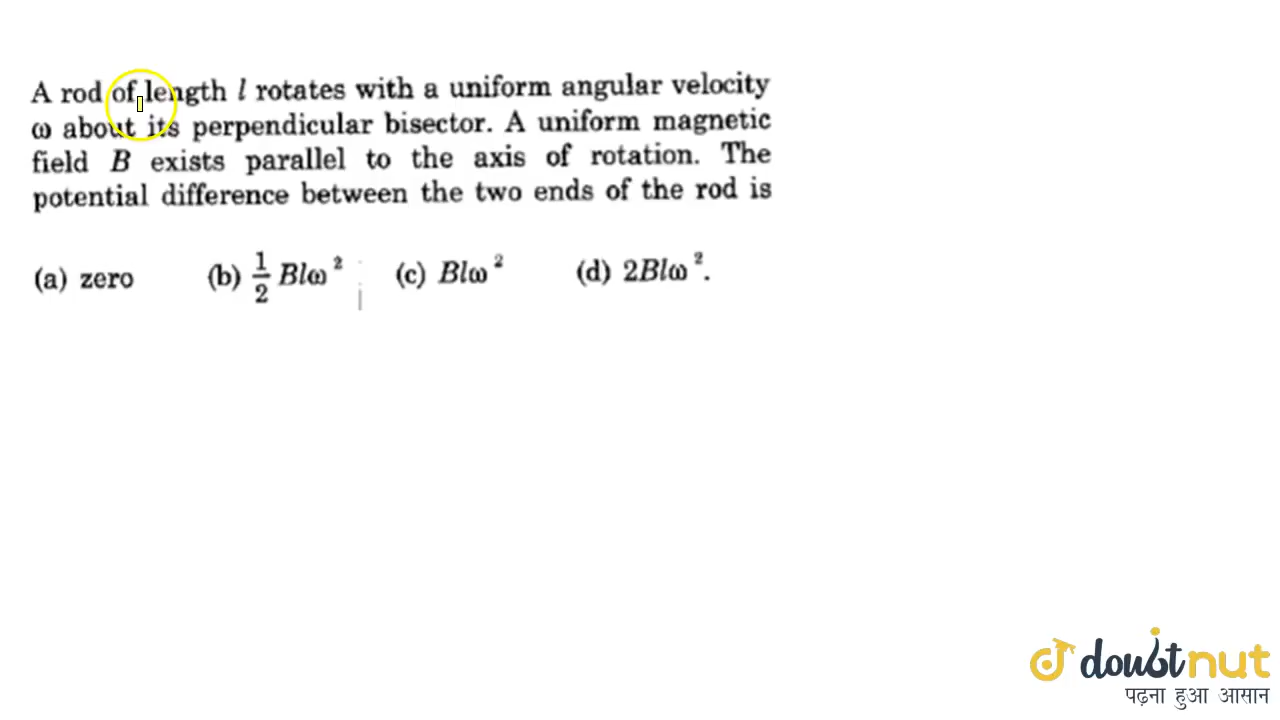 A rod of length l rotates with a uniform angular velocity
ω about its perpendicular bisector. A uniform magnetic
field B exists parallel to the axis of rotation. The
potential difference between the two ends of the rod is
(a) zero (b) 1/2 Blω² (c) Blω² (d) 2Blω².
doubtnut
पढ़ना हुआ आसान